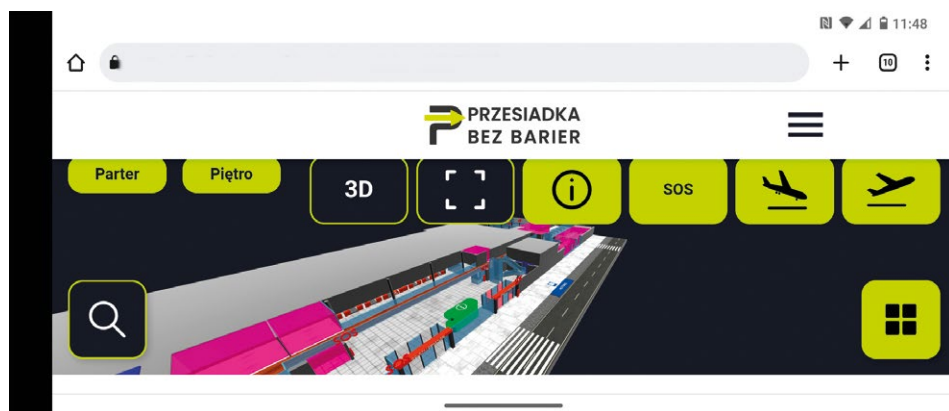 11:48
10
PRZESIADKA
BEZ BARIER
Parter
Piętro
3D
SOS